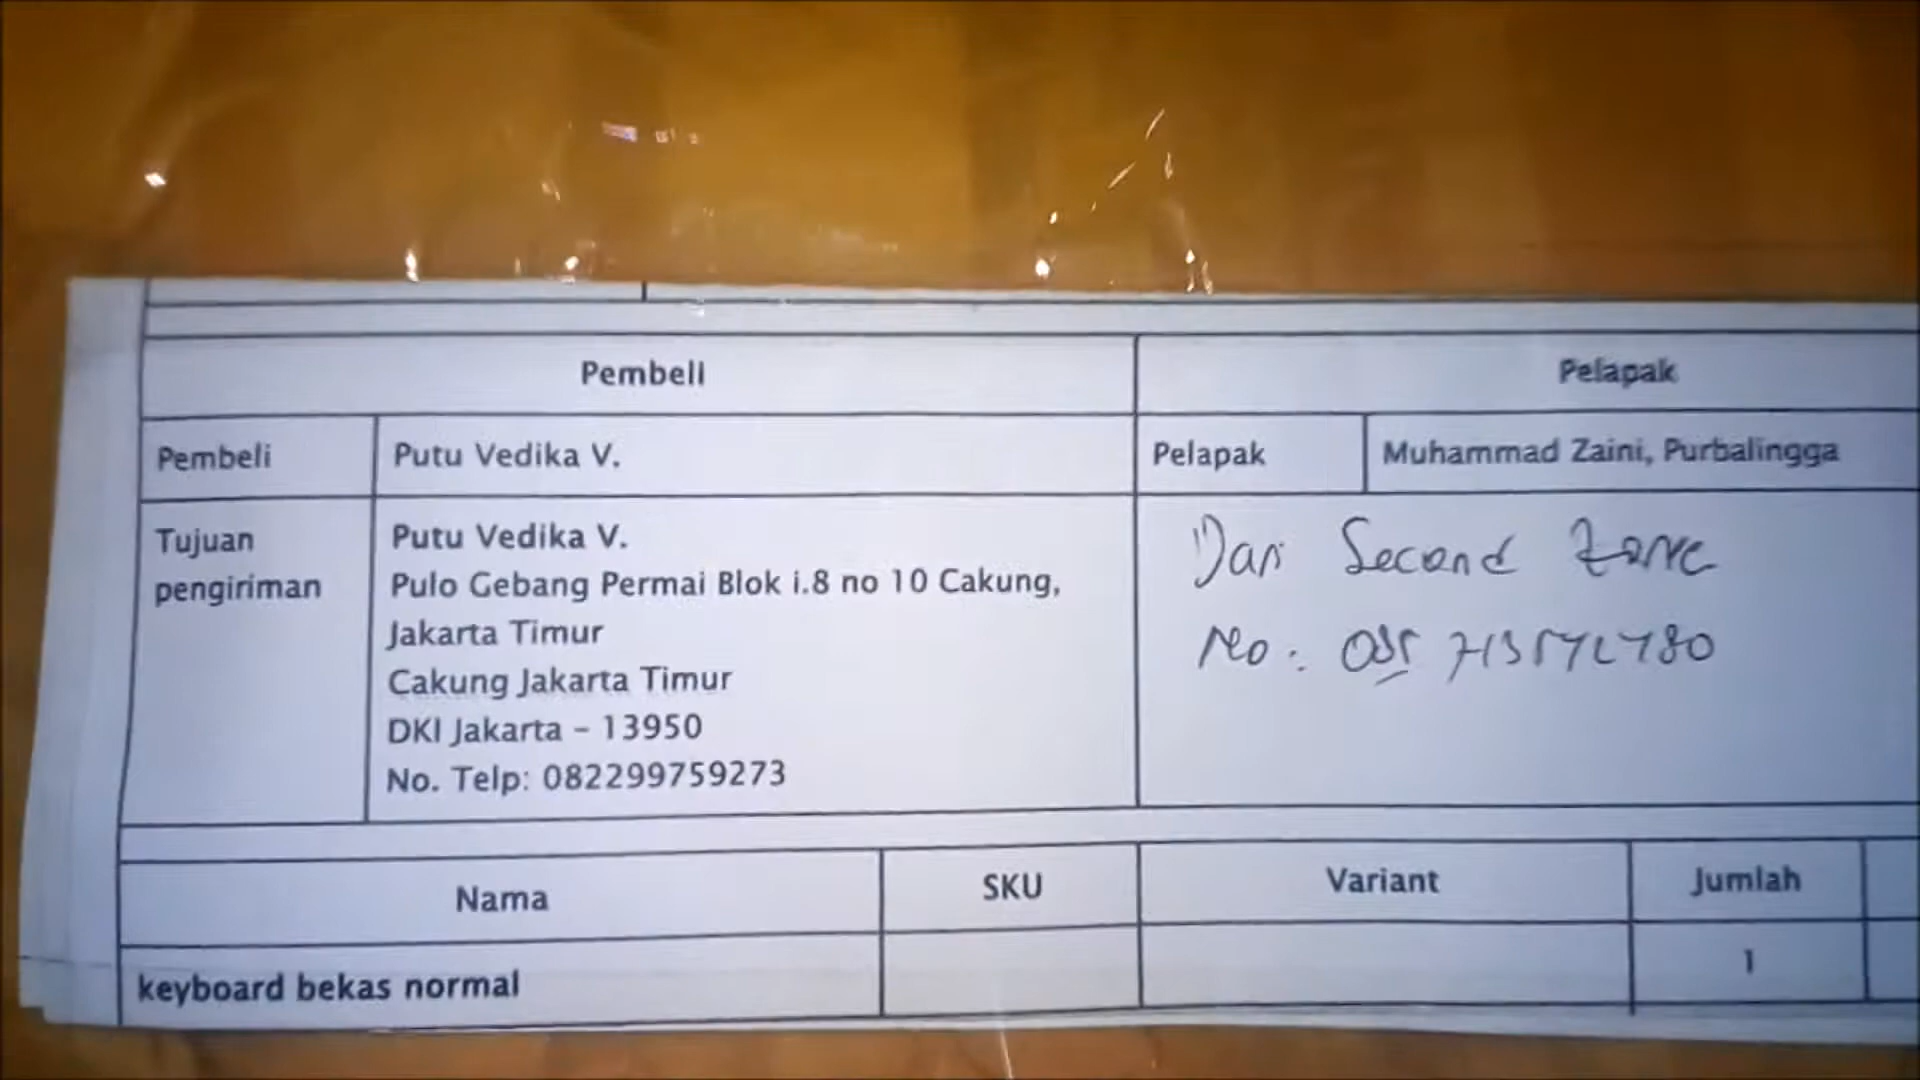 Pembeli
Pelapak
Pembeli
Putu Vedika V.
Pelapak
Muhammad Zaini, Purbalingga
Tujuan
pengiriman
Putu Vedika V.
Pulo Gebang Permai Blok i.8 no 10 Cakung,
Jakarta Timur
Cakung Jakarta Timur
DKI Jakarta – 13950
No. Telp: 082299759273
Dari Second Zone
No :
Nama
SKU
Variant
Jumlah
keyboard bekas normal
1